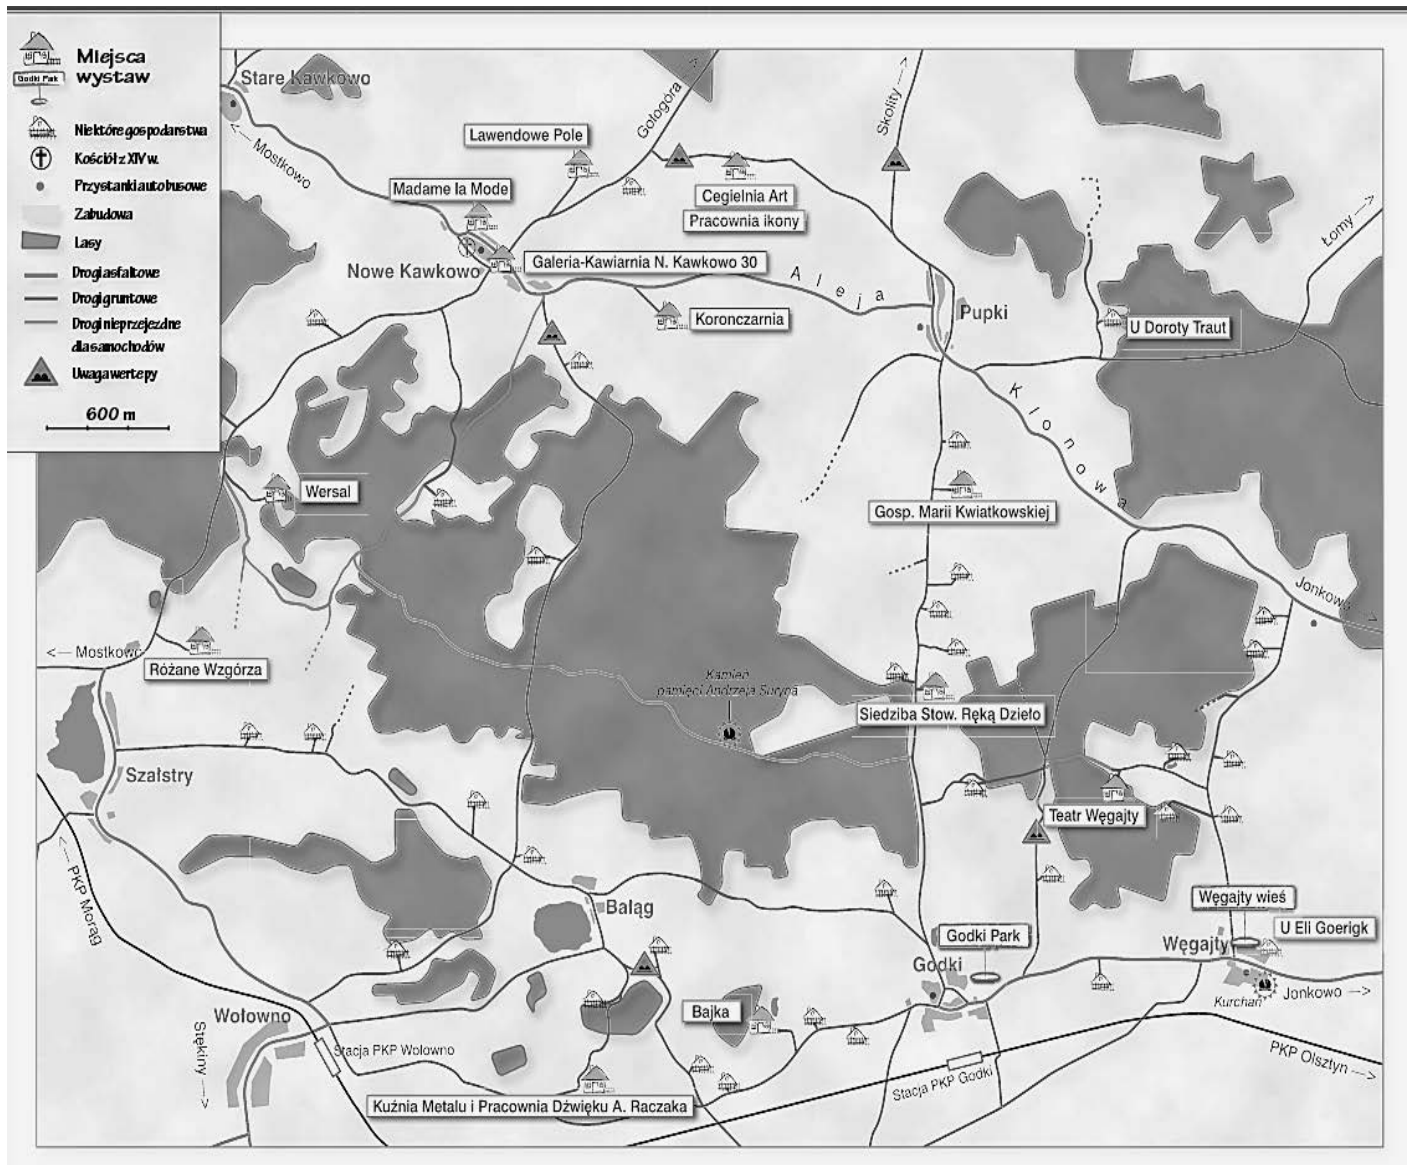 Miejsca
wystaw
Godki Park
Niektóre gospodarstwa
Kościół z XIV w.
Przystanki autobusowe
Zabudowa
Lasy
Drogi asfaltowe
Drogi gruntowe
Drogi nieprzejezdne
dla samochodów
Uwaga wertepy
600 m
Stare Kawkowo
<— Mostkowo
Lawendowe Pole
Gołogóra —>
Skolity —>
Madame la Mode
Cegielnia Art
Pracownia ikony
Łomy —>
Nowe Kawkowo
Galeria-Kawiarnia N. Kawkowo 30
Aleja
Koronczarnia
Pupki
U Doroty Traut
Klonowa
Wersal
Gosp. Marii Kwiatkowskiej
Jonkowo —>
<— Mostkowo
Różane Wzgórza
Kamień
pamięci Andrzeja Suryna
Siedziba Stow. Ręką Dzieło
Szałstry
Teatr Węgajty
<— PKP Morąg
Bałąg
Węgajty wieś
U Eli Goerigk
Godki Park
Węgajty
Godki
Kurchan
Jonkowo —>
Wołowno
Bajka
Stękiny —>
Stacja PKP Wołowno
Stacja PKP Godki
PKP Olsztyn —>
Kuźnia Metalu i Pracownia Dźwięku A. Raczaka